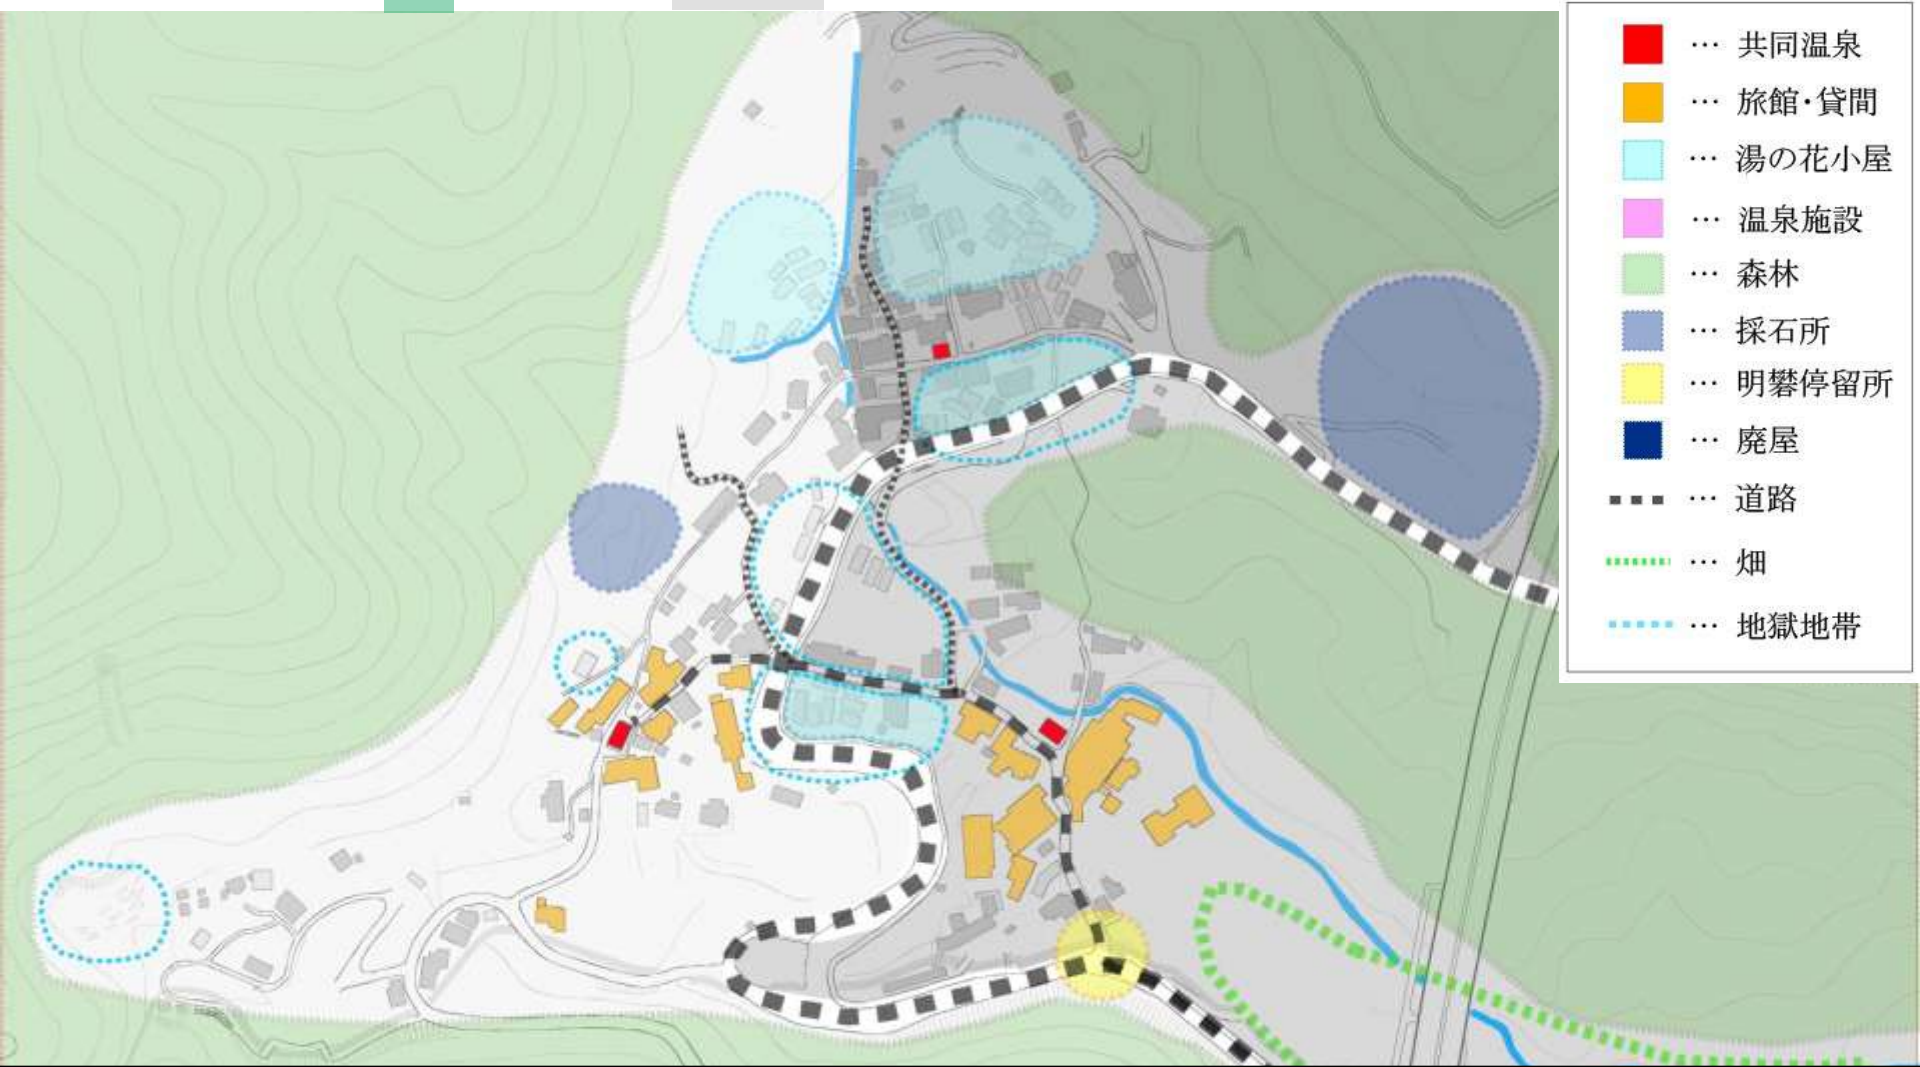 … 共同温泉
… 旅館・貸間
… 湯の花小屋
… 温泉施設
… 森林
… 採石所
… 明礬停留所
… 廃屋
… 道路
… 畑
… 地獄地帯